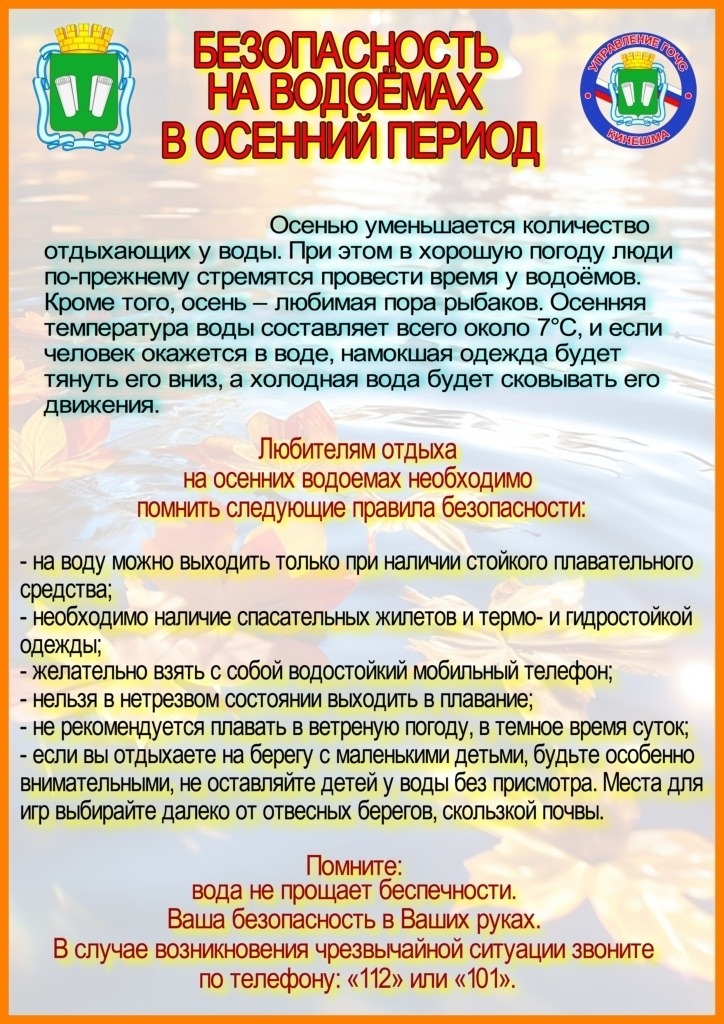 БЕЗОПАСНОСТЬ
НА ВОДОЁМАХ
В ОСЕННИЙ ПЕРИОД
УПРАВЛЕНИЕ ГОЧС
КИНЕШМА
Осенью уменьшается количество
отдыхающих у воды. При этом в хорошую погоду люди
по-прежнему стремятся провести время у водоёмов.
Кроме того, осень – любимая пора рыбаков. Осенняя
температура воды составляет всего около 7°С, и если
человек окажется в воде, намокшая одежда будет
тянуть его вниз, а холодная вода будет сковывать его
движения.
Любителям отдыха
на осенних водоемах необходимо
помнить следующие правила безопасности:
- на воду можно выходить только при наличии стойкого плавательного
средства;
- необходимо наличие спасательных жилетов и термо- и гидростойкой
одежды;
- желательно взять с собой водостойкий мобильный телефон;
- нельзя в нетрезвом состоянии выходить в плавание;
- не рекомендуется плавать в ветреную погоду, в темное время суток;
- если вы отдыхаете на берегу с маленькими детьми, будьте особенно
внимательными, не оставляйте детей у воды без присмотра. Места для
игр выбирайте далеко от отвесных берегов, скользкой почвы.
Помните:
вода не прощает беспечности.
Ваша безопасность в Ваших руках.
В случае возникновения чрезвычайной ситуации звоните
по телефону: «112» или «101».